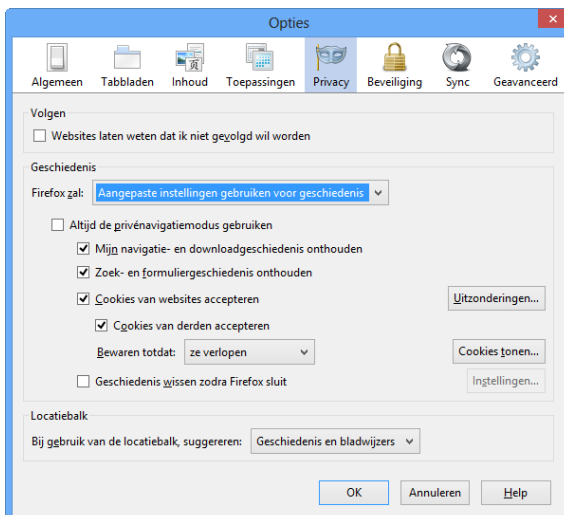 Opties
Algemeen Tabbladen Inhoud Toepassingen Privacy Beveiliging Sync Geavanceerd
Volgen
Websites laten weten dat ik niet gevolgd wil worden
Geschiedenis
Firefox zal: Aangepaste instellingen gebruiken voor geschiedenis
Altijd de privénavigatiemodus gebruiken
Mijn navigatie- en downloadgeschiedenis onthouden
Zoek- en formuliergeschiedenis onthouden
Cookies van websites accepteren Uitzonderingen...
Cookies van derden accepteren
Bewaren totdat: ze verlopen Cookies tonen...
Geschiedenis wissen zodra Firefox sluit Instellingen...
Locatiebalk
Bij gebruik van de locatiebalk, suggereren: Geschiedenis en bladwijzers
OK Annuleren Help